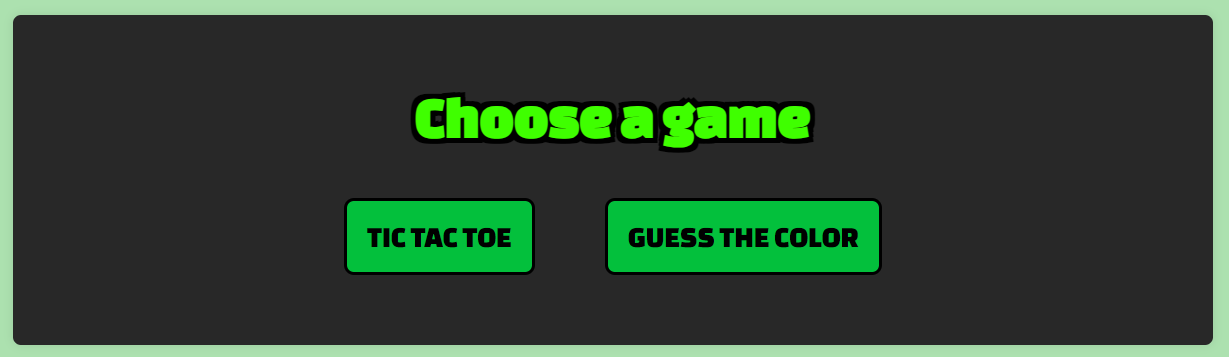 Choose a game
TIC TAC TOE
GUESS THE COLOR